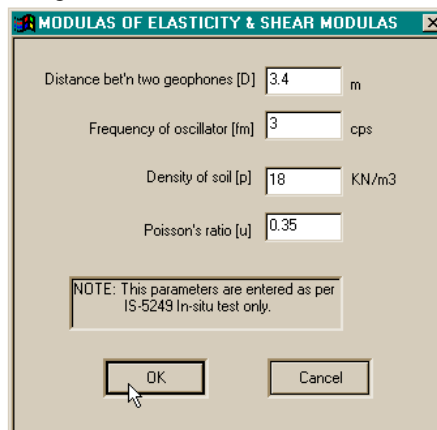 MODULAS OF ELASTICITY & SHEAR MODULAS
Distance bet'n two geophones [D] 3.4 m
Frequency of oscillator [fm] 3 cps
Density of soil [p] 18 KN/m3
Poisson's ratio [u] 0.35
NOTE: This parameters are entered as per
IS-5249 In-situ test only.
OK Cancel